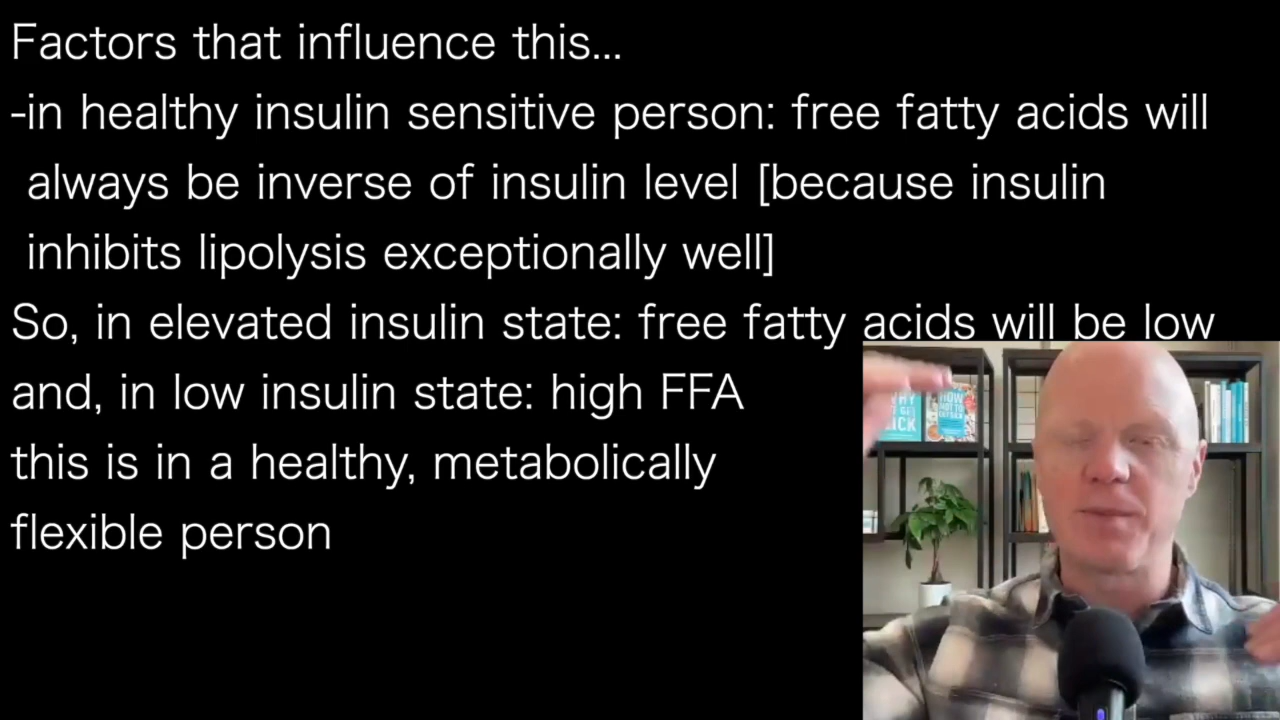 Factors that influence this...
-in healthy insulin sensitive person: free fatty acids will
always be inverse of insulin level [because insulin
inhibits lipolysis exceptionally well]
So, in elevated insulin state: free fatty acids will be low
and, in low insulin state: high FFA
this is in a healthy, metabolically
flexible person